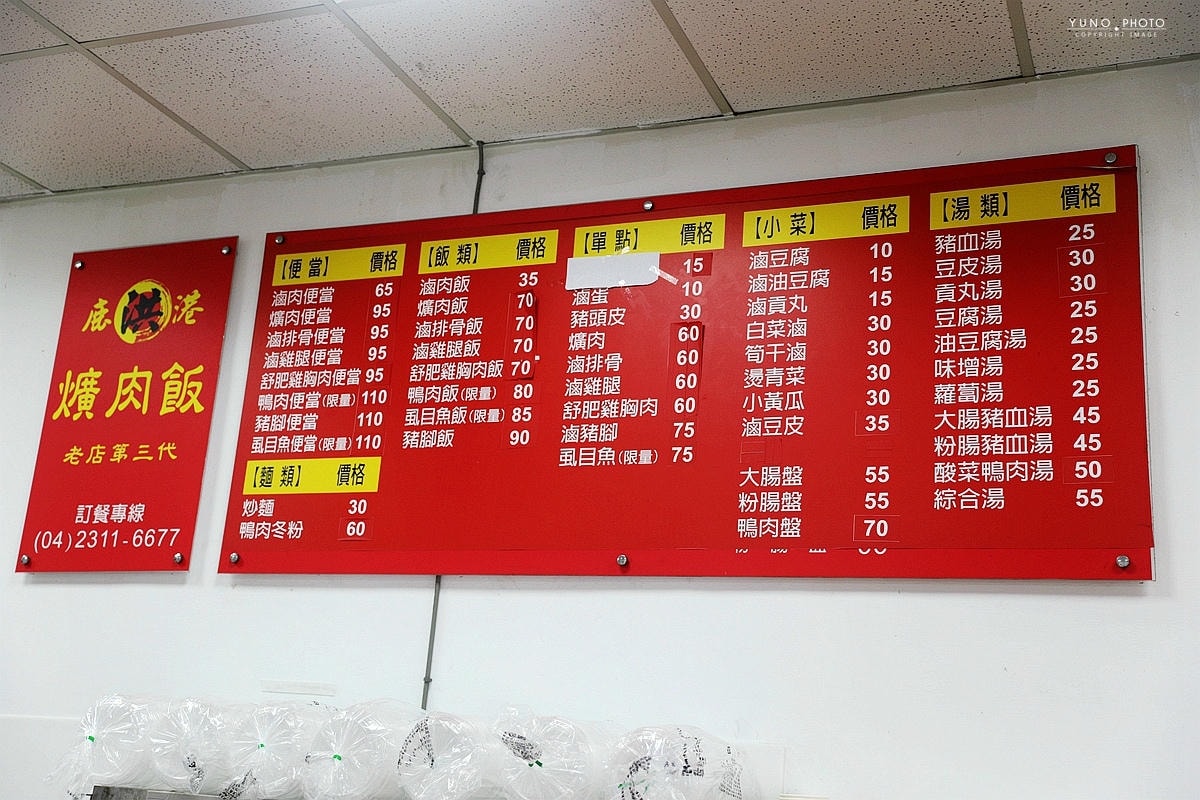 YUNO PHOTO
COPYRIGHT IMAGE
鹿 洪 港
爌肉飯
老店第三代
訂餐專線
(04)2311-6677
【便當】 價格
滷肉便當 65
爌肉便當 95
滷排骨便當 95
滷雞腿便當 95
舒肥雞胸肉便當 95
鴨肉便當(限量) 110
豬腳便當 110
虱目魚便當(限量) 110
【麵類】 價格
炒麵 30
鴨肉冬粉 60
【飯類】 價格
滷肉飯 35
爌肉飯 70
滷排骨飯 70
滷雞腿飯 70
舒肥雞胸肉飯 70
鴨肉飯(限量) 80
虱目魚飯(限量) 85
豬腳飯 90
【單點】 價格
15
滷蛋 10
豬頭皮 30
爌肉 60
滷排骨 60
滷雞腿 60
舒肥雞胸肉 60
滷豬腳 75
虱目魚(限量) 75
【小菜】 價格
滷豆腐 10
滷油豆腐 15
滷貢丸 15
白菜滷 30
筍干滷 30
燙青菜 30
小黃瓜 30
滷豆皮 35
大腸盤 55
粉腸盤 55
鴨肉盤 70
【湯類】 價格
豬血湯 25
豆皮湯 30
貢丸湯 30
豆腐湯 25
油豆腐湯 25
味增湯 25
蘿蔔湯 25
大腸豬血湯 45
粉腸豬血湯 45
酸菜鴨肉湯 50
綜合湯 55